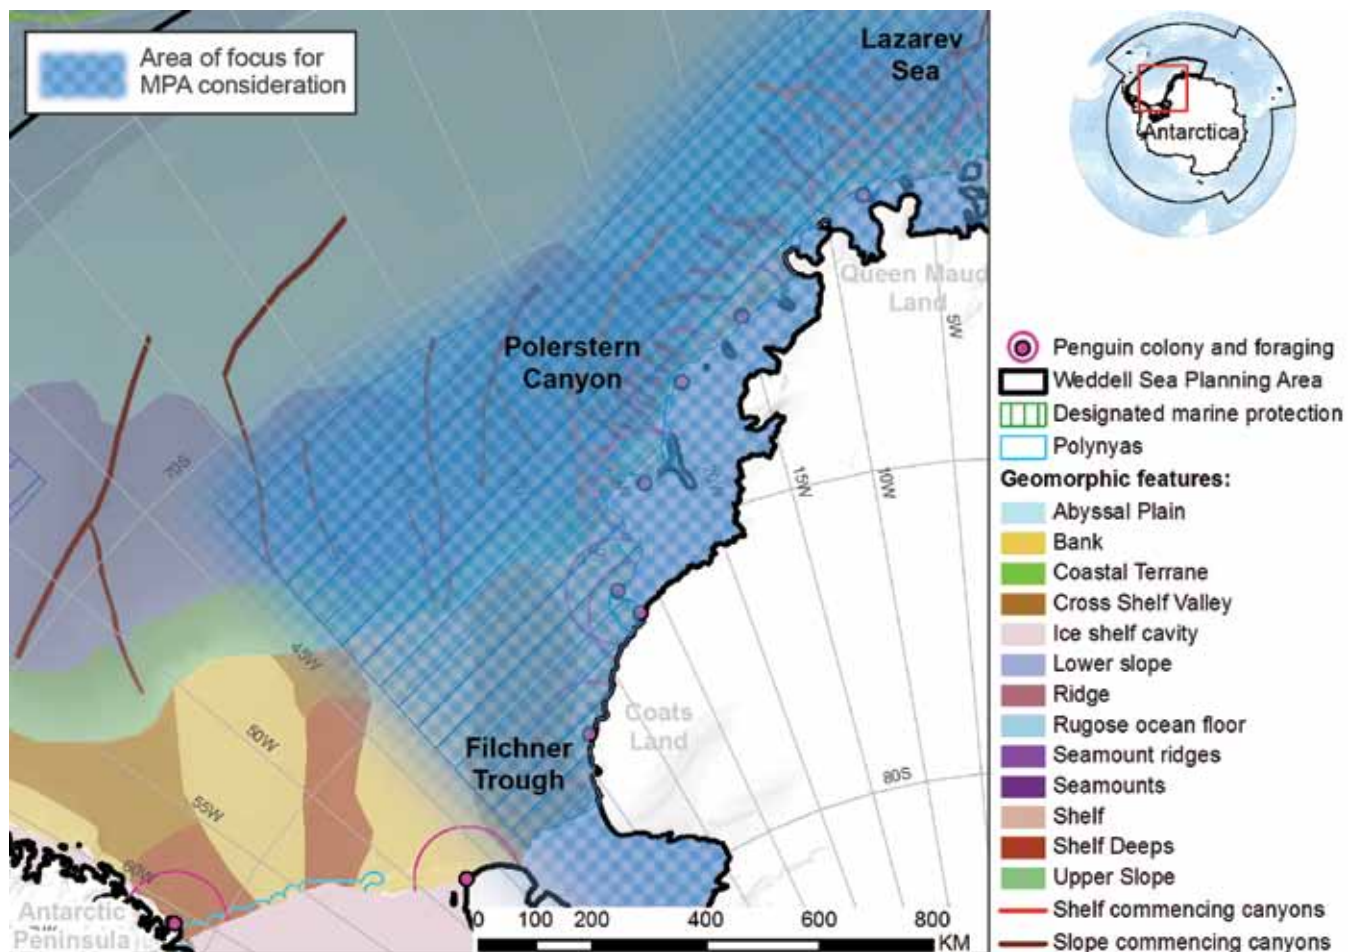 Area of focus for
MPA consideration
Lazarev
Sea
Antarctica
Queen Maud
Land
5W
Polerstern
Canyon
70S
15W
10W
45W
Coats
Land
50W
Filchner
Trough
80S
55W
60W
Antarctic
Peninsula
0 100 200 400 600 800
KM
Penguin colony and foraging
Weddell Sea Planning Area
Designated marine protection
Polynyas
Geomorphic features:
Abyssal Plain
Bank
Coastal Terrane
Cross Shelf Valley
Ice shelf cavity
Lower slope
Ridge
Rugose ocean floor
Seamount ridges
Seamounts
Shelf
Shelf Deeps
Upper Slope
Shelf commencing canyons
Slope commencing canyons